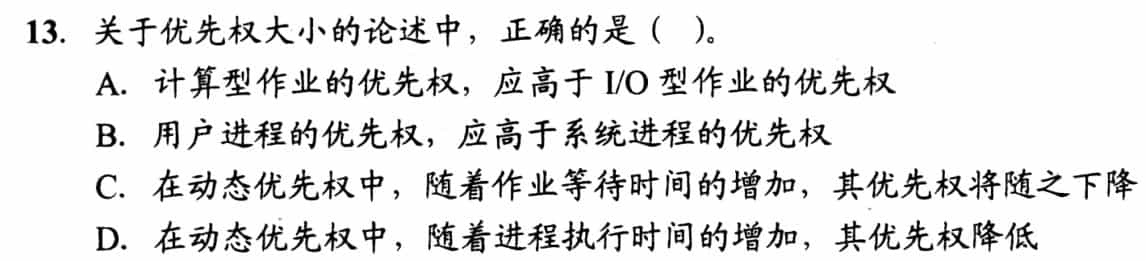 13. 关于优先权大小的论述中，正确的是（  ）。
A. 计算型作业的优先权，应高于 I/O 型作业的优先权
B. 用户进程的优先权，应高于系统进程的优先权
C. 在动态优先权中，随着作业等待时间的增加，其优先权将随之下降
D. 在动态优先权中，随着进程执行时间的增加，其优先权降低